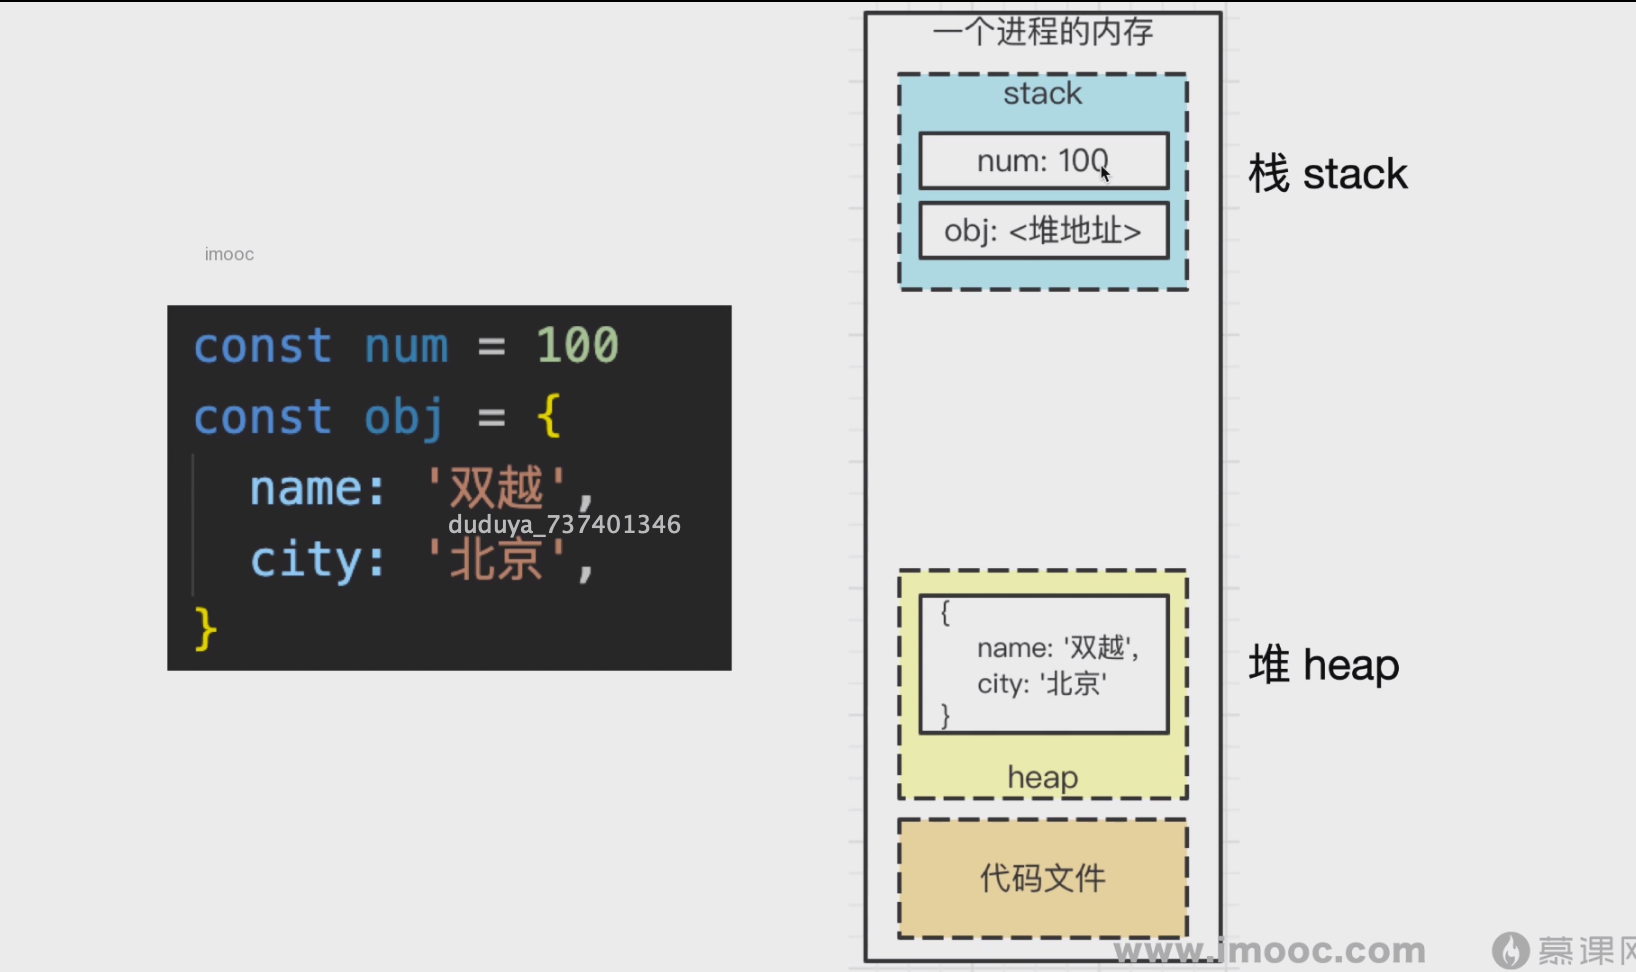 imooc
const num = 100
const obj = {
name: '双越',
duduya_737401346
city: '北京',
}
一个进程的内存
stack
num: 100
obj: <堆地址>
栈 stack
{
name: '双越',
city: '北京'
}
heap
堆 heap
代码文件
www.imooc.com
慕课网